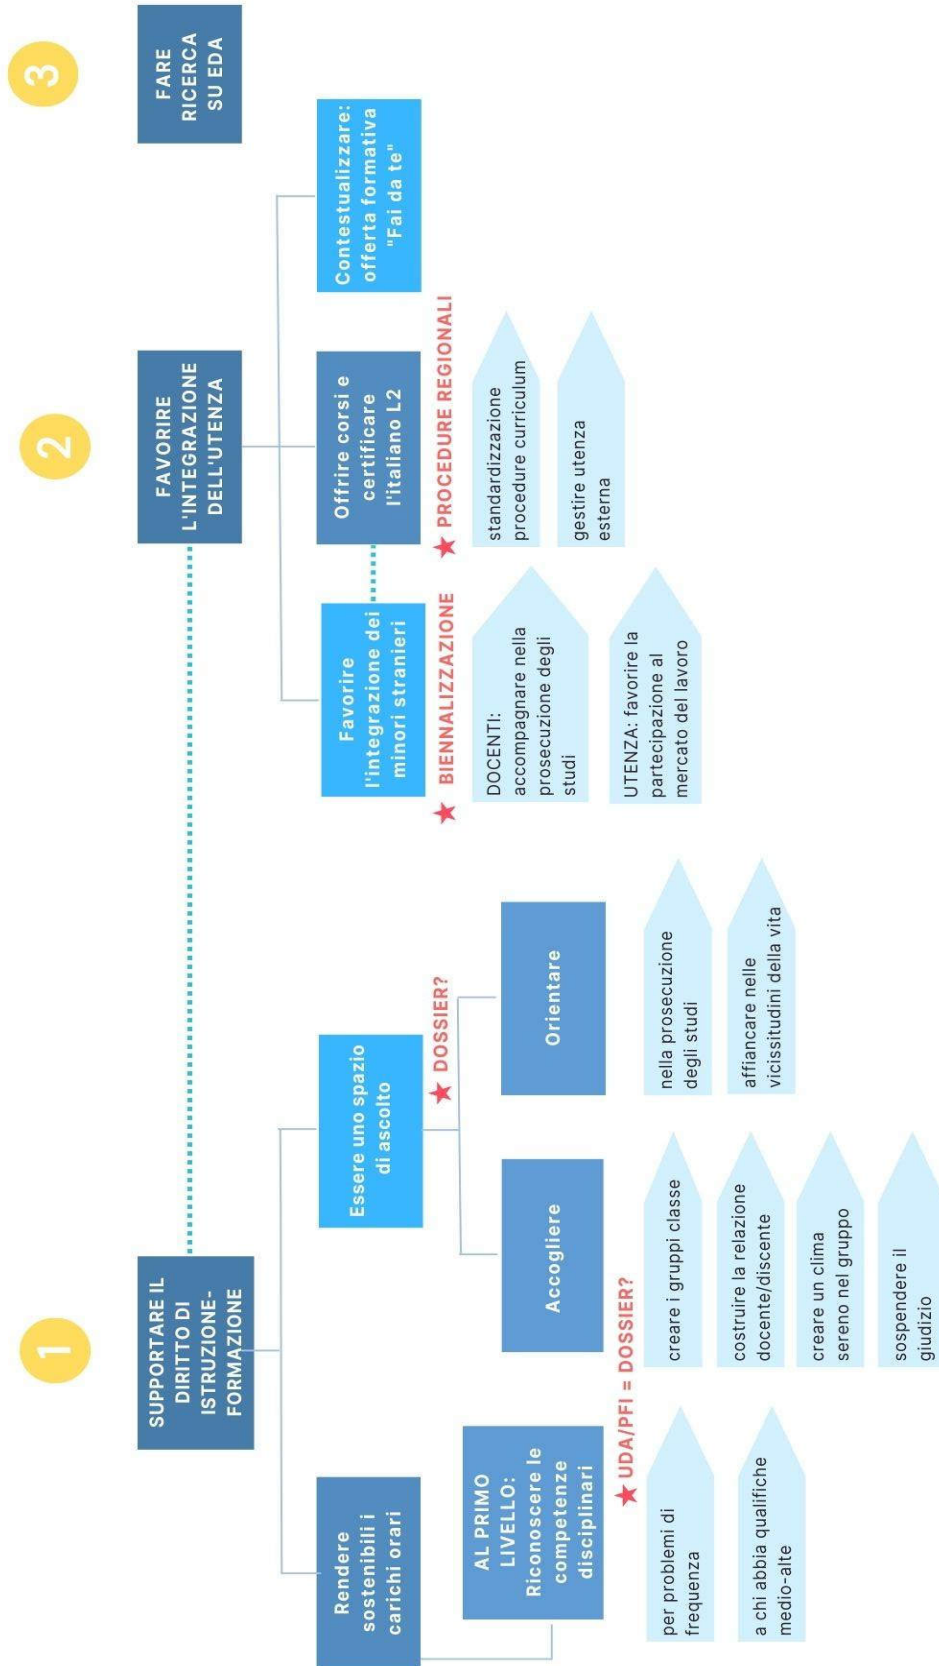 1
SUPPORTARE IL
DIRITTO DI
ISTRUZIONE-
FORMAZIONE
Rendere
sostenibili i
carichi orari
AL PRIMO
LIVELLO:
Riconoscere le
competenze
disciplinari
★ UDA/PFI = DOSSIER?
per problemi di
frequenza
a chi abbia qualifiche
medio-alte
Essere uno spazio
di ascolto
★ DOSSIER?
Accogliere
creare i gruppi classe
costruire la relazione
docente/discente
creare un clima
sereno nel gruppo
sospendere il
giudizio
Orientare
nella prosecuzione
degli studi
affiancare nelle
vicissitudini della vita
2
FAVORIRE
L'INTEGRAZIONE
DELL'UTENZA
Favorire
l'integrazione dei
minori stranieri
★ BIENNALIZZAZIONE
DOCENTI:
accompagnare nella
prosecuzione degli
studi
UTENZA: favorire la
partecipazione al
mercato del lavoro
Offrire corsi e
certificare
l'italiano L2
★ PROCEDURE REGIONALI
standardizzazione
procedure curriculum
gestire utenza
esterna
Contestualizzare:
offerta formativa
"Fai da te"
3
FARE
RICERCA
SU EDA